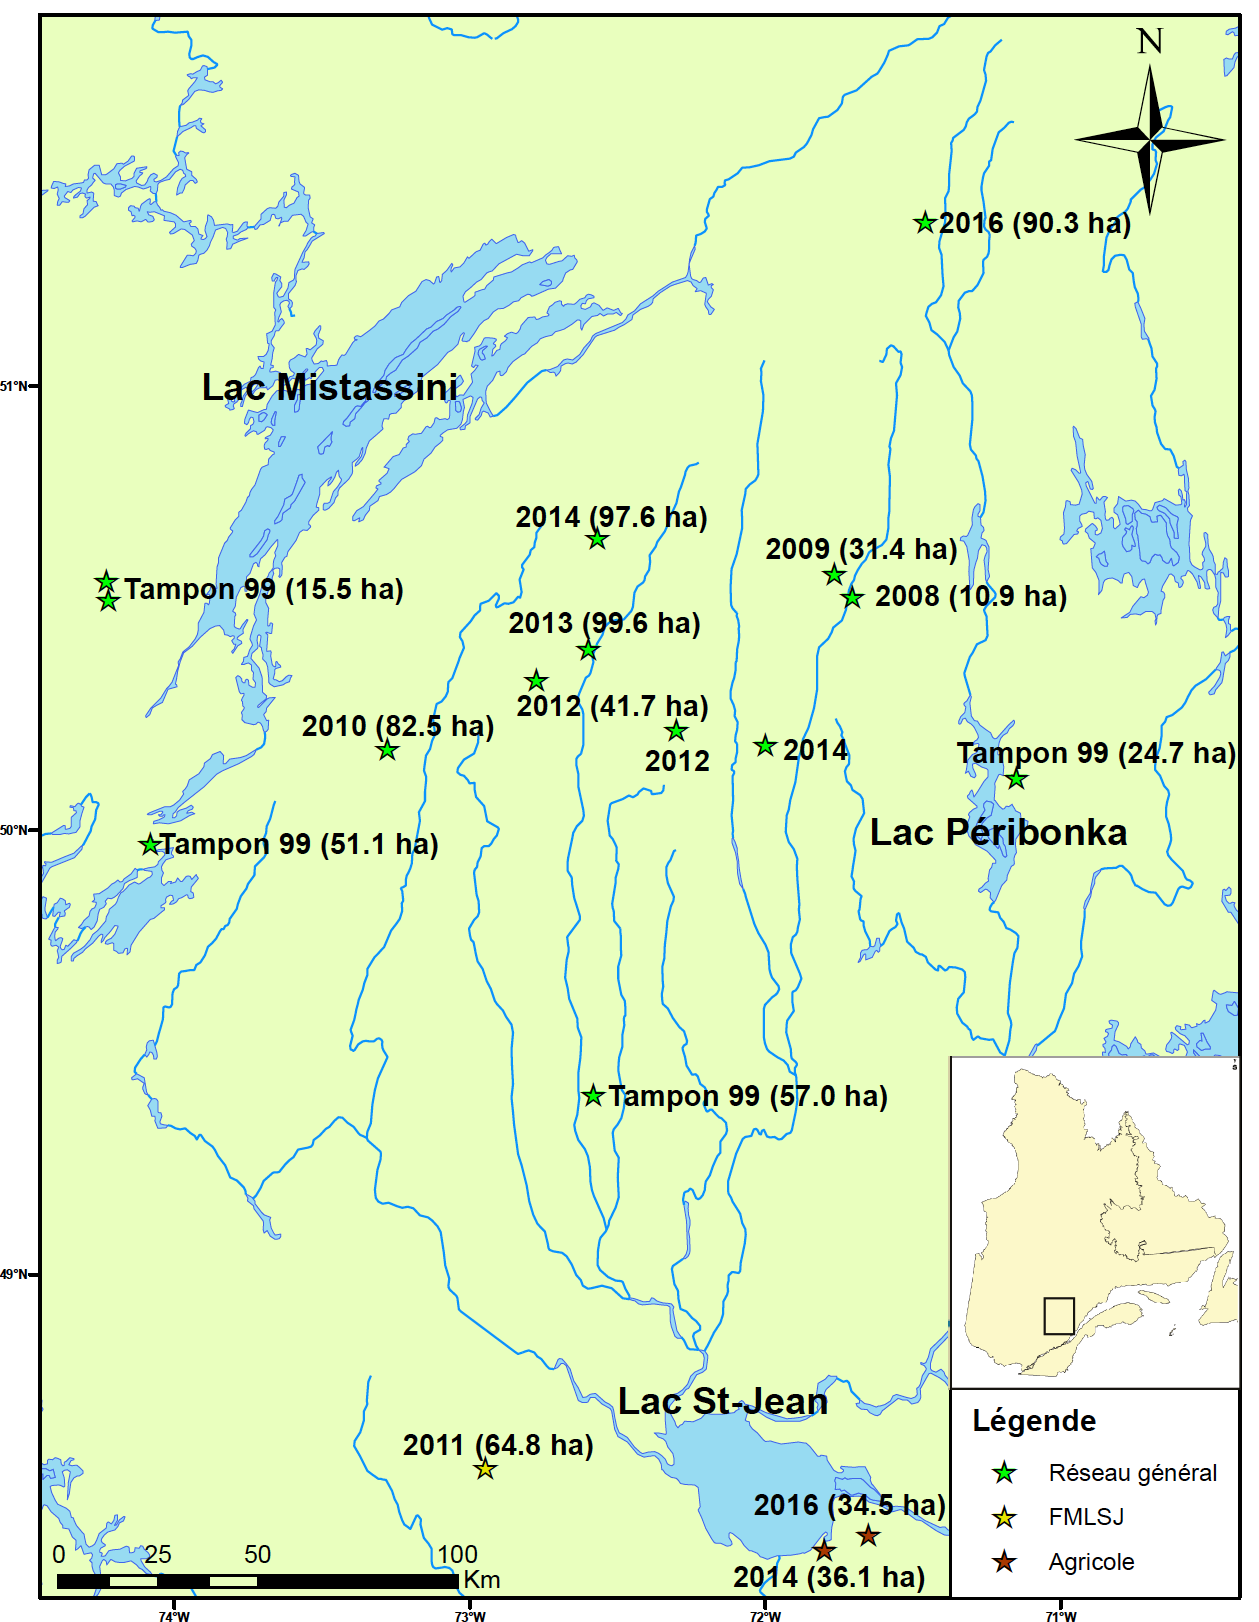 N
2016 (90.3 ha)
51°N
Lac Mistassini
2014 (97.6 ha)
2009 (31.4 ha)
Tampon 99 (15.5 ha)
2008 (10.9 ha)
2013 (99.6 ha)
2012 (41.7 ha)
2010 (82.5 ha)
2012
2014
Tampon 99 (24.7 ha)
50°N
Lac Péribonka
Tampon 99 (51.1 ha)
Tampon 99 (57.0 ha)
49°N
Lac St-Jean
2011 (64.8 ha)
2016 (34.5 ha)
2014 (36.1 ha)
Légende
Réseau général
FMLSJ
Agricole
0 25 50 100
Km
74°W 73°W 72°W 71°W